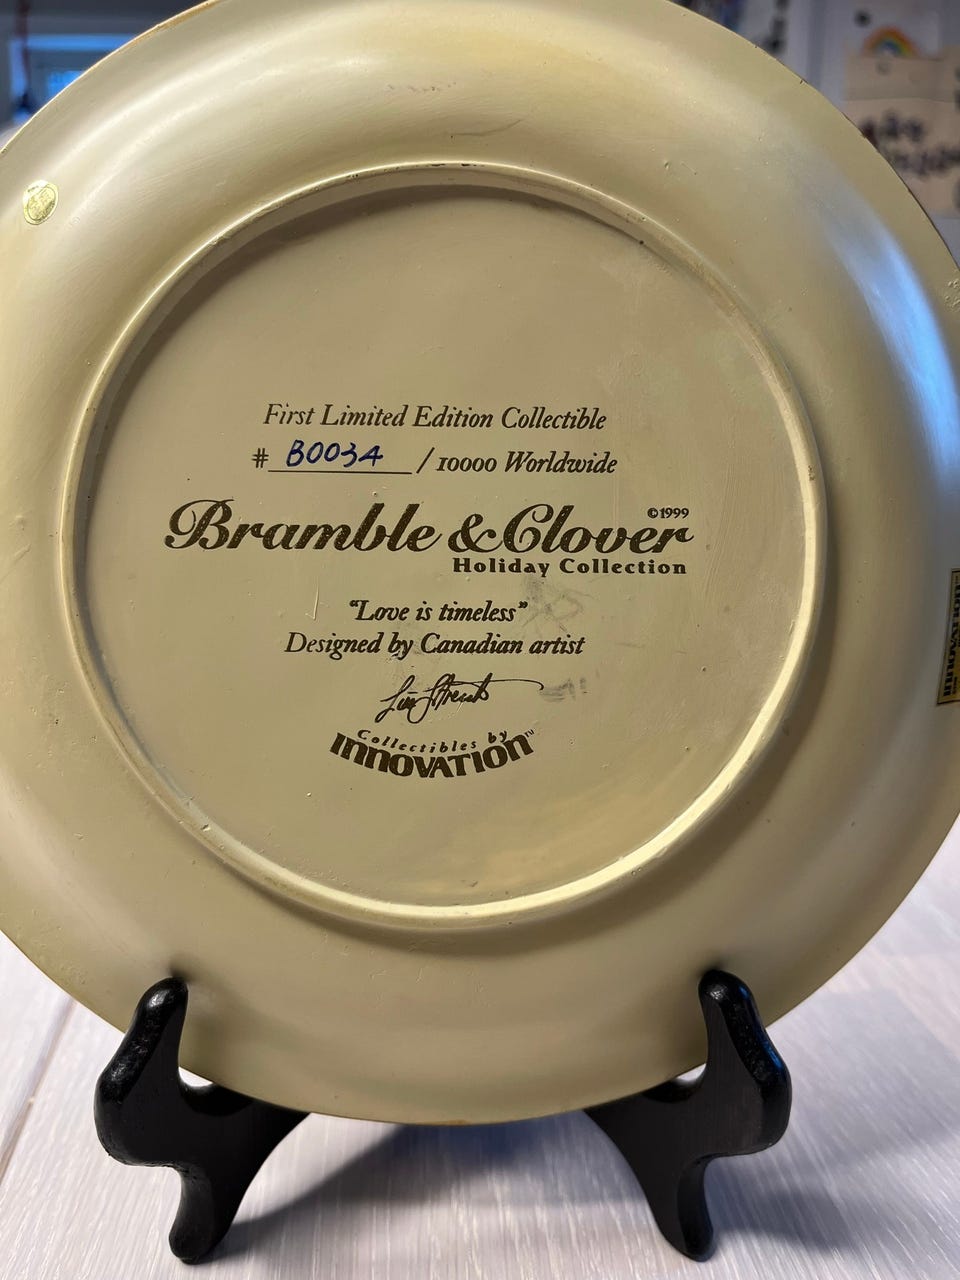 First Limited Edition Collectible
# B0034 / 10000 Worldwide
Bramble & Clover ©1999
Holiday Collection
“Love is timeless”
Designed by Canadian artist
Collectibles by
INNOVATION™